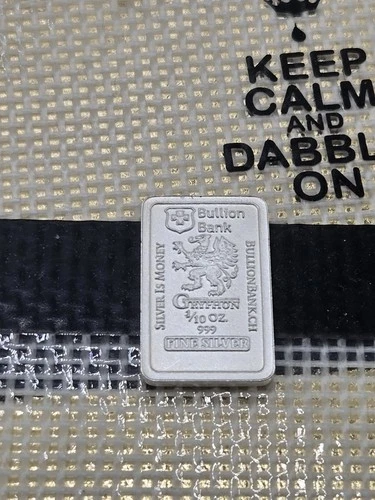 KEEP
CALM
AND
DABBL
ON
Bullion
Bank
SILVER IS MONEY
BULLIONBANK.CH
GRYPHON
1/10 OZ.
999
FINE SILVER